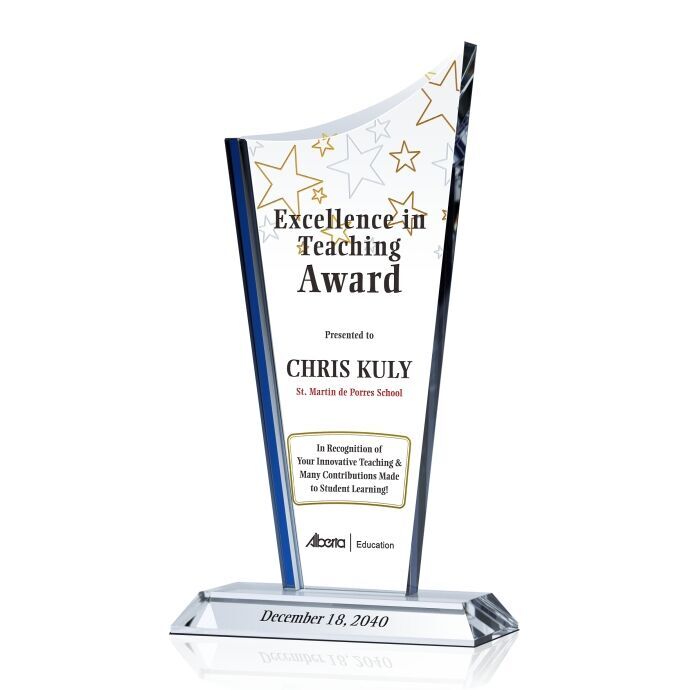 Excellence in
Teaching
Award
Presented to
CHRIS KULY
St. Martin de Porres School
In Recognition of
Your Innovative Teaching &
Many Contributions Made
to Student Learning!
Alberta | Education
December 18, 2040